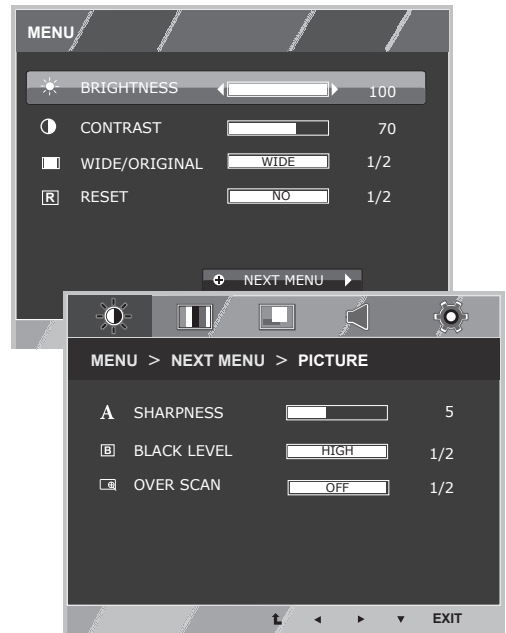 MENU
BRIGHTNESS 100
CONTRAST 70
WIDE/ORIGINAL WIDE 1/2
R RESET NO 1/2
NEXT MENU
MENU > NEXT MENU > PICTURE
A SHARPNESS 5
B BLACK LEVEL HIGH 1/2
OVER SCAN OFF 1/2
EXIT